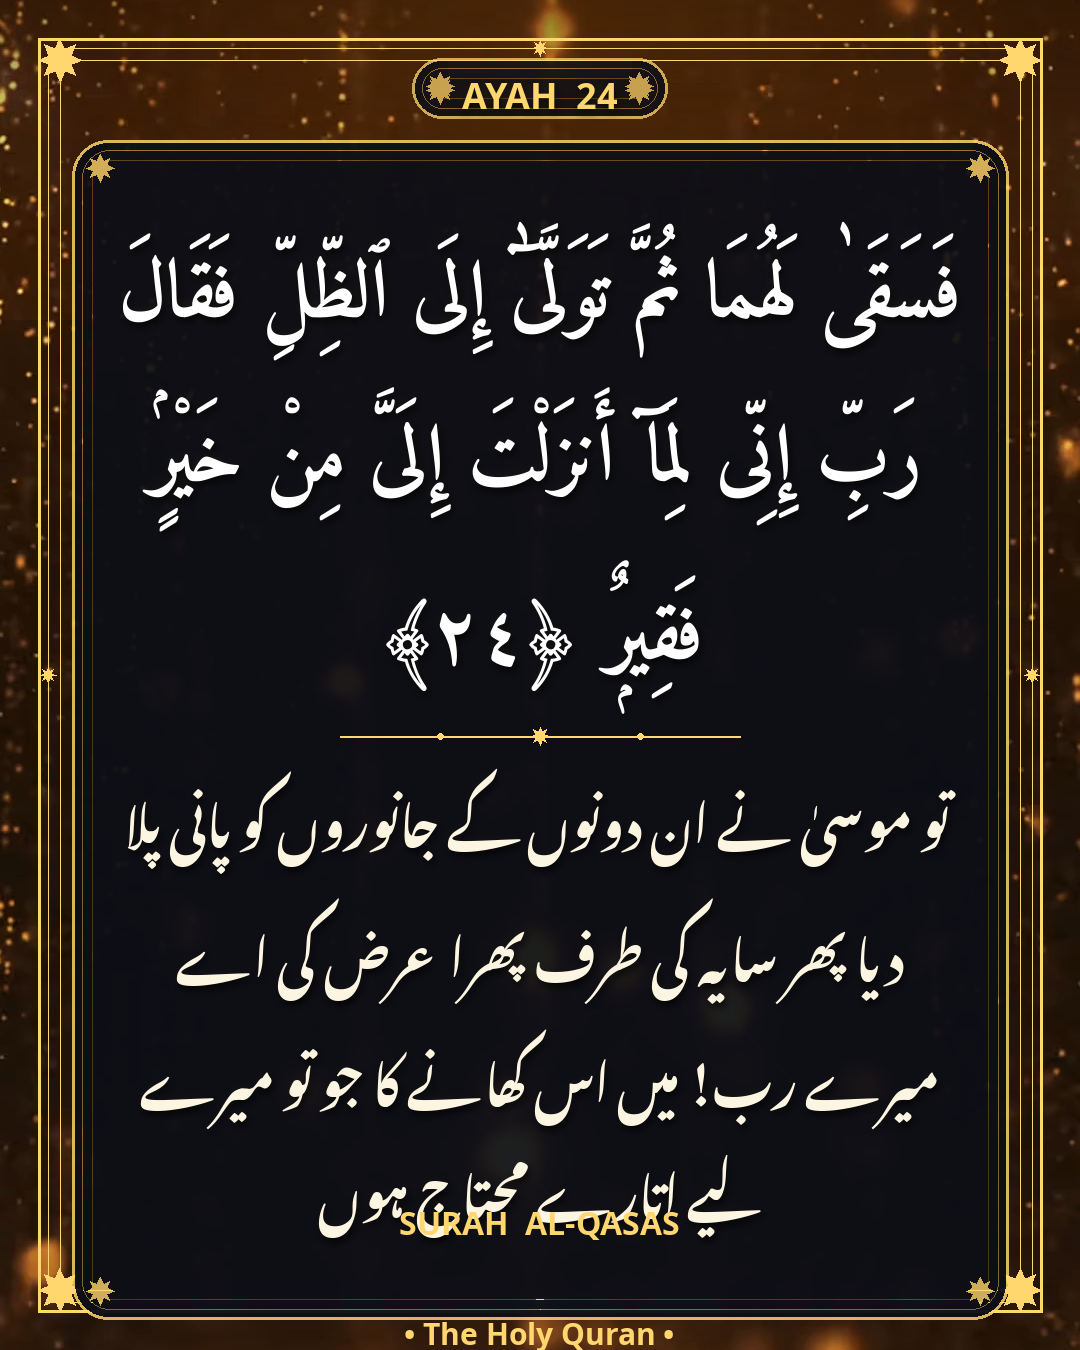 AYAH 24
فَسَقَىٰ لَهُمَا ثُمَّ تَوَلَّىٰٓ إِلَى ٱلظِّلِّ فَقَالَ
رَبِّ إِنِّى لِمَآ أَنزَلْتَ إِلَىَّ مِنْ خَيْرٍۢ
فَقِيرٌۭ ﴿٢٤﴾
تو موسیٰ نے ان دونوں کے جانوروں کو پانی پلا
دیا پھر سایہ کی طرف پھرا عرض کی اے
میرے رب! میں اس کھانے کا جو تو میرے
لیے اتارے محتاج ہوں
SURAH AL-QASAS
• The Holy Quran •